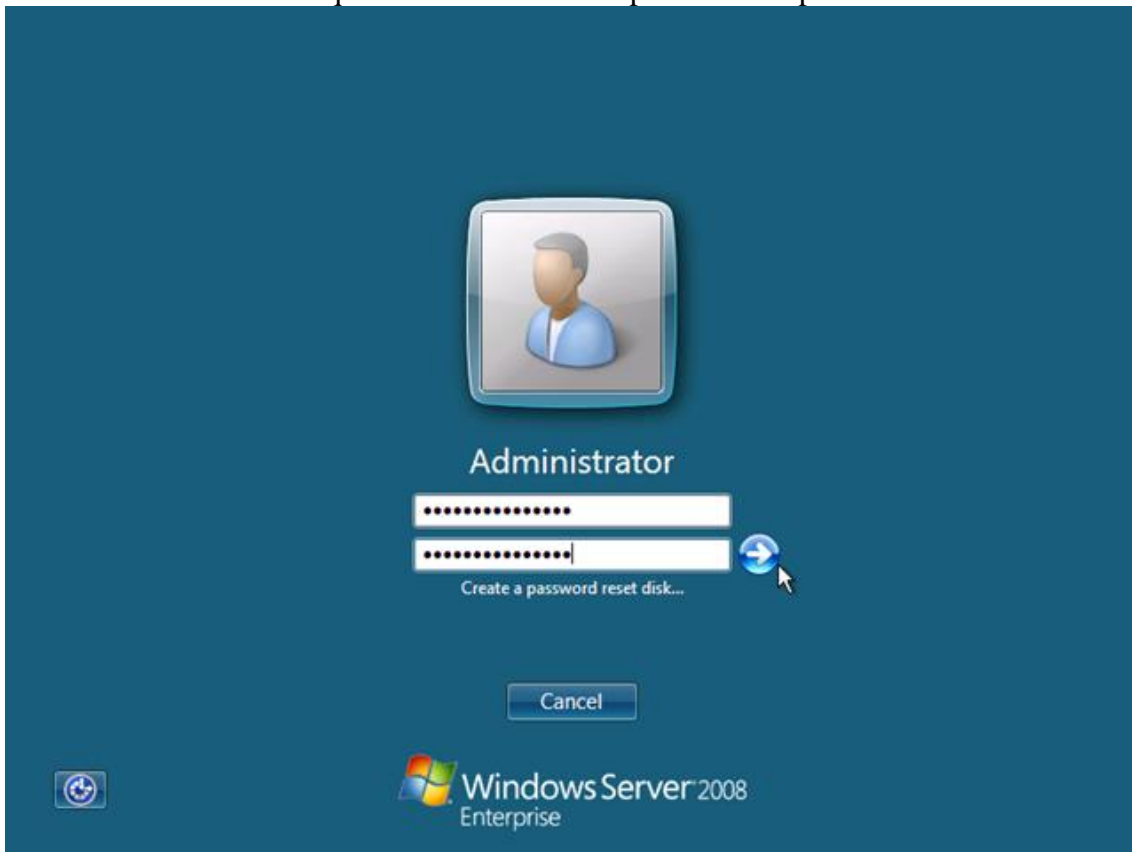 Administrator
•••••••••••••••
•••••••••••••••
Create a password reset disk...
Cancel
Windows Server 2008
Enterprise